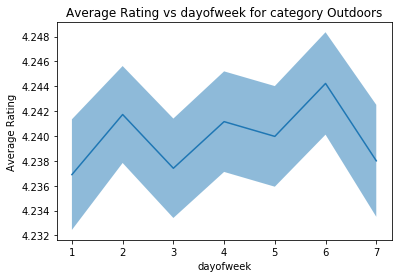 Average Rating vs dayofweek for category Outdoors
Average Rating
4.248
4.246
4.244
4.242
4.240
4.238
4.236
4.234
4.232
1 2 3 4 5 6 7
dayofweek